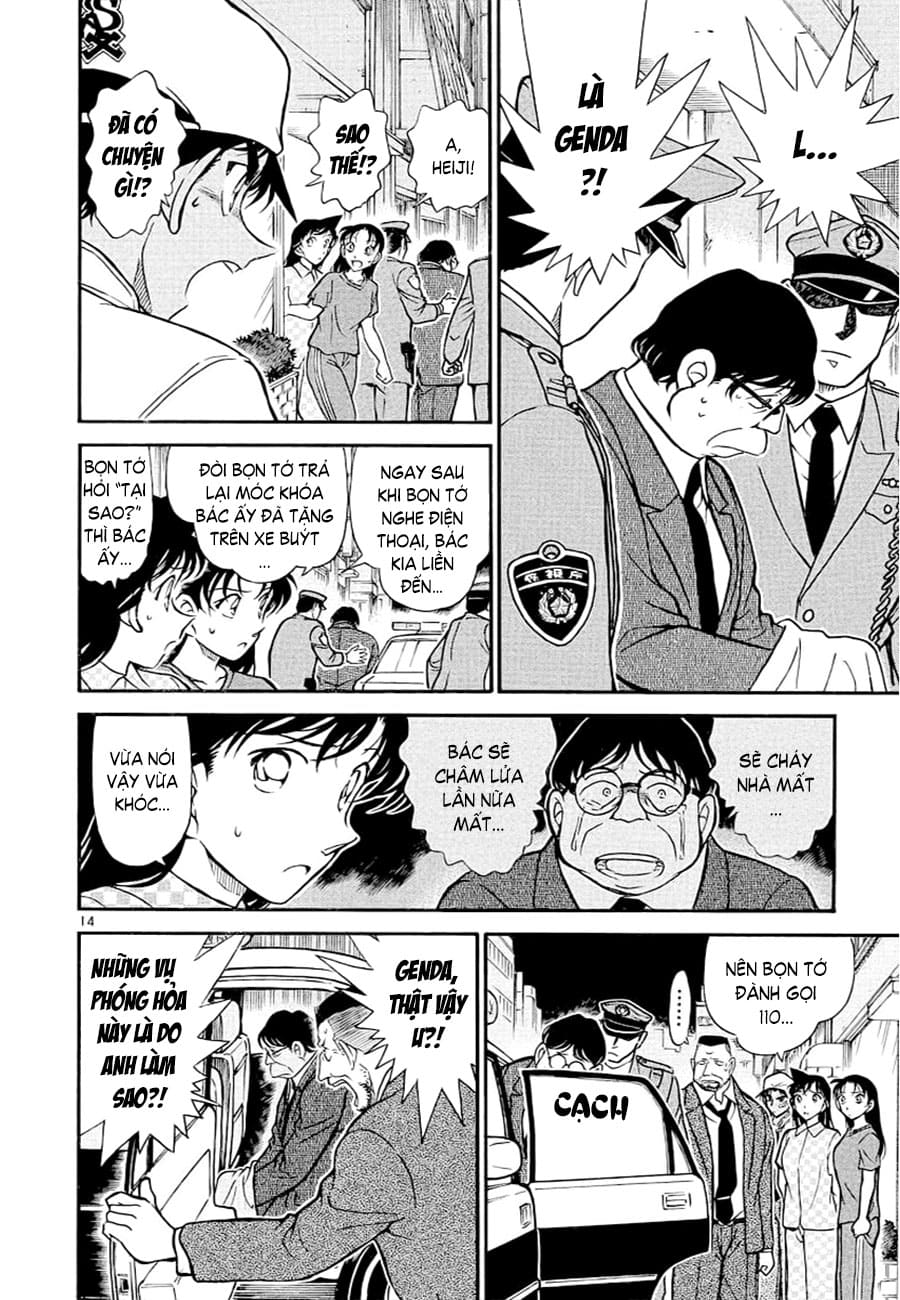 L...
LÀ
GENDA
?!
A,
HEIJI!
SAO
THẾ!?
ĐÃ CÓ
CHUYỆN
GÌ!?
SAX
NGAY SAU
KHI BỌN TỚ
NGHE ĐIỆN
THOẠI, BÁC
KIA LIỀN
ĐẾN...
ĐÒI BỌN TỚ TRẢ
LẠI MÓC KHÓA
BÁC ẤY ĐÃ TẶNG
TRÊN XE BUÝT
...
BỌN TỚ
HỎI “TẠI
SAO?”
THÌ BÁC
ẤY...
警視庁
SẼ CHÁY
NHÀ MẤT
...
BÁC SẼ
CHÂM LỬA
LẦN NỮA
MẤT...
VỪA NÓI
VẬY VỪA
KHÓC...
14
NÊN BỌN TỚ
ĐÀNH GỌI
110...
......
CẠCH
GENDA,
THẬT VẬY
Ư?!
NHỮNG VỤ
PHÓNG HỎA
NÀY LÀ DO
ANH LÀM
SAO?!